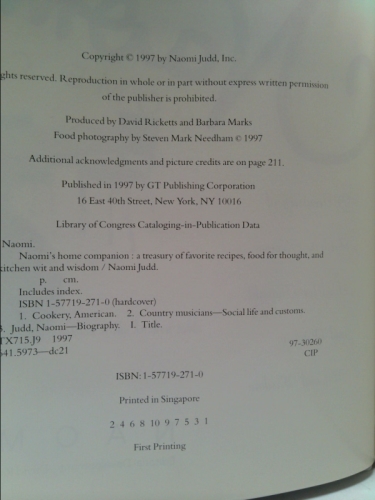 Copyright © 1997 by Naomi Judd, Inc.
ghts reserved. Reproduction in whole or in part without express written permission
of the publisher is prohibited.
Produced by David Ricketts and Barbara Marks
Food photography by Steven Mark Needham © 1997
Additional acknowledgments and picture credits are on page 211.
Published in 1997 by GT Publishing Corporation
16 East 40th Street, New York, NY 10016
Library of Congress Cataloging-in-Publication Data
Naomi.
Naomi's home companion : a treasury of favorite recipes, food for thought, and
kitchen wit and wisdom / Naomi Judd.
p. cm.
Includes index.
ISBN 1-57719-271-0 (hardcover)
1. Cookery, American. 2. Country musicians—Social life and customs.
3. Judd, Naomi—Biography. I. Title.
TX715.J9 1997
641.5973—dc21
97-30260
CIP
ISBN: 1-57719-271-0
Printed in Singapore
2 4 6 8 10 9 7 5 3 1
First Printing